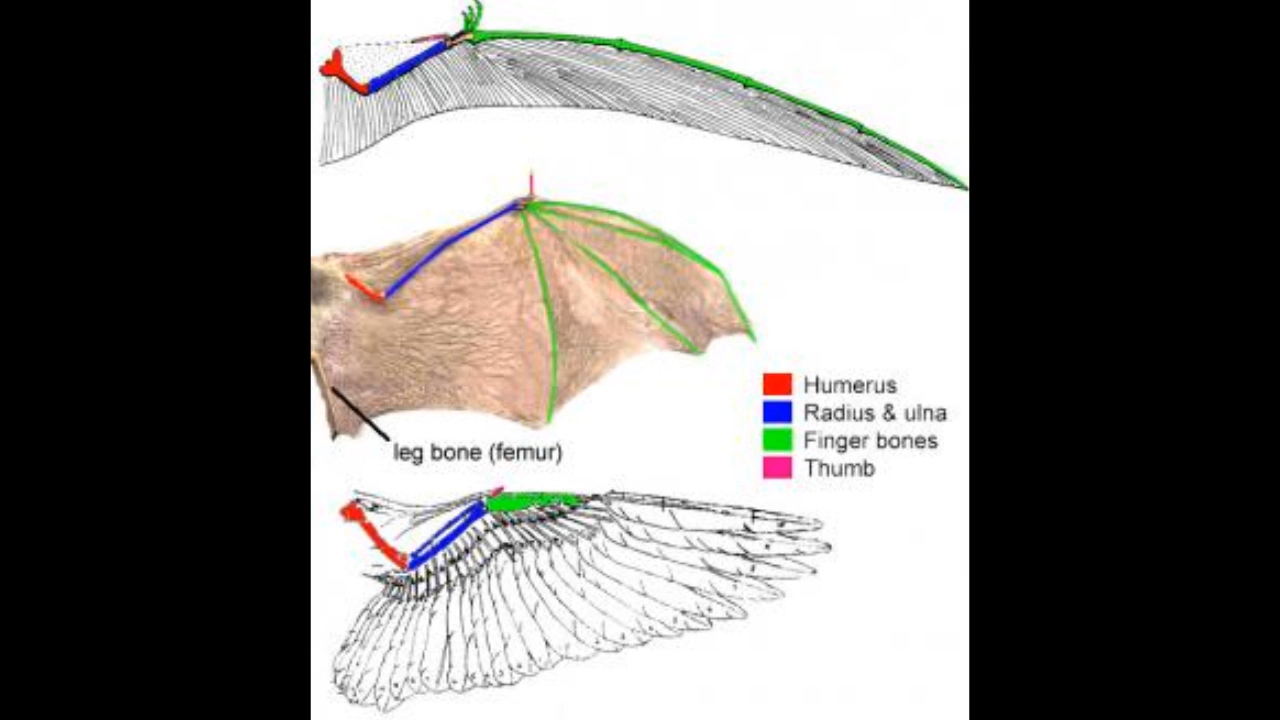 Humerus
Radius & ulna
Finger bones
Thumb
leg bone (femur)